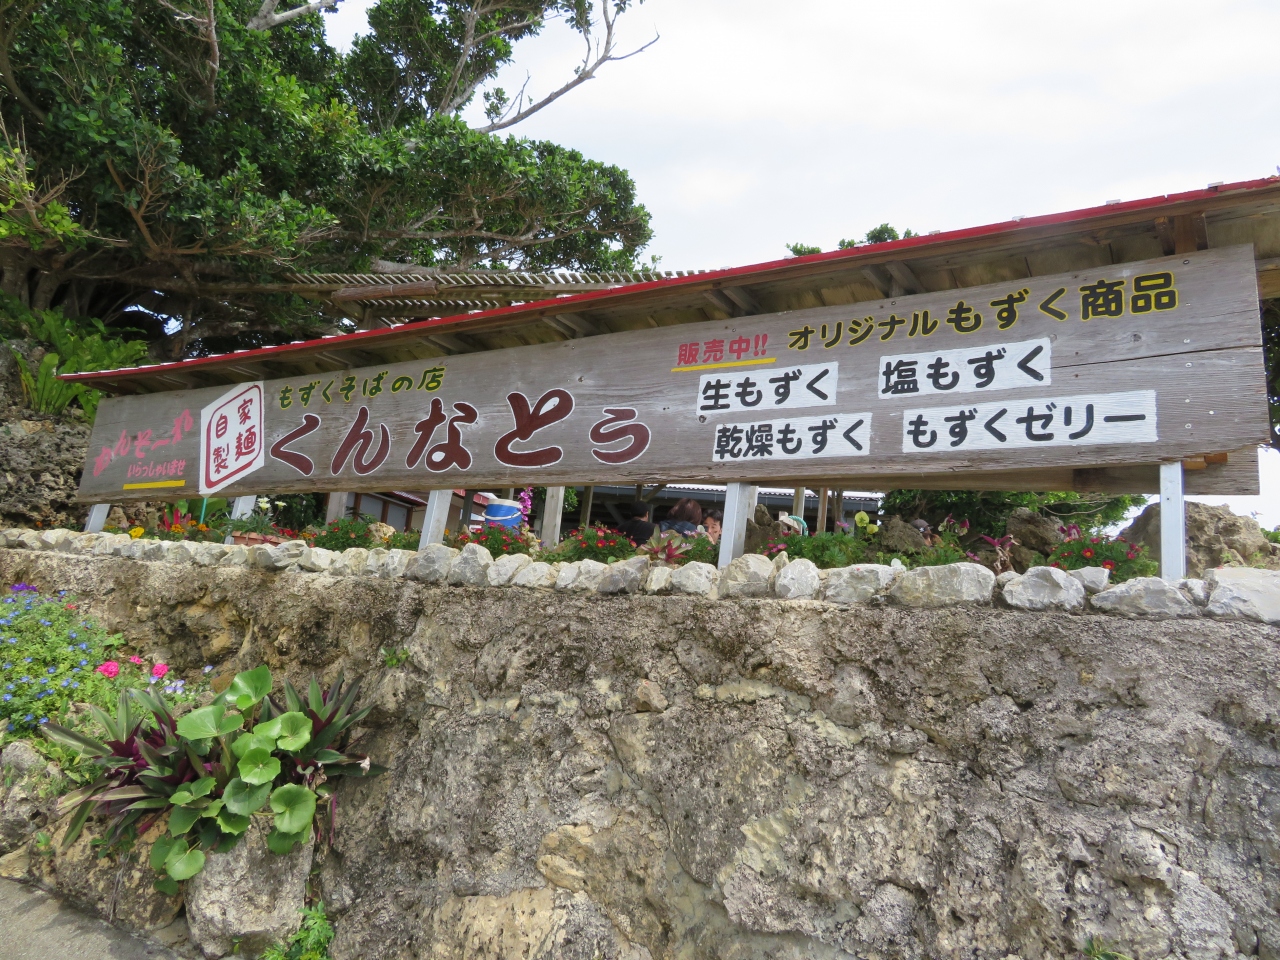 めんそーれ
いらっしゃいませ
自家製麺
もずくそばの店
くんなとぅ
販売中!!
オリジナルもずく商品
生もずく
塩もずく
乾燥もずく
もずくゼリー